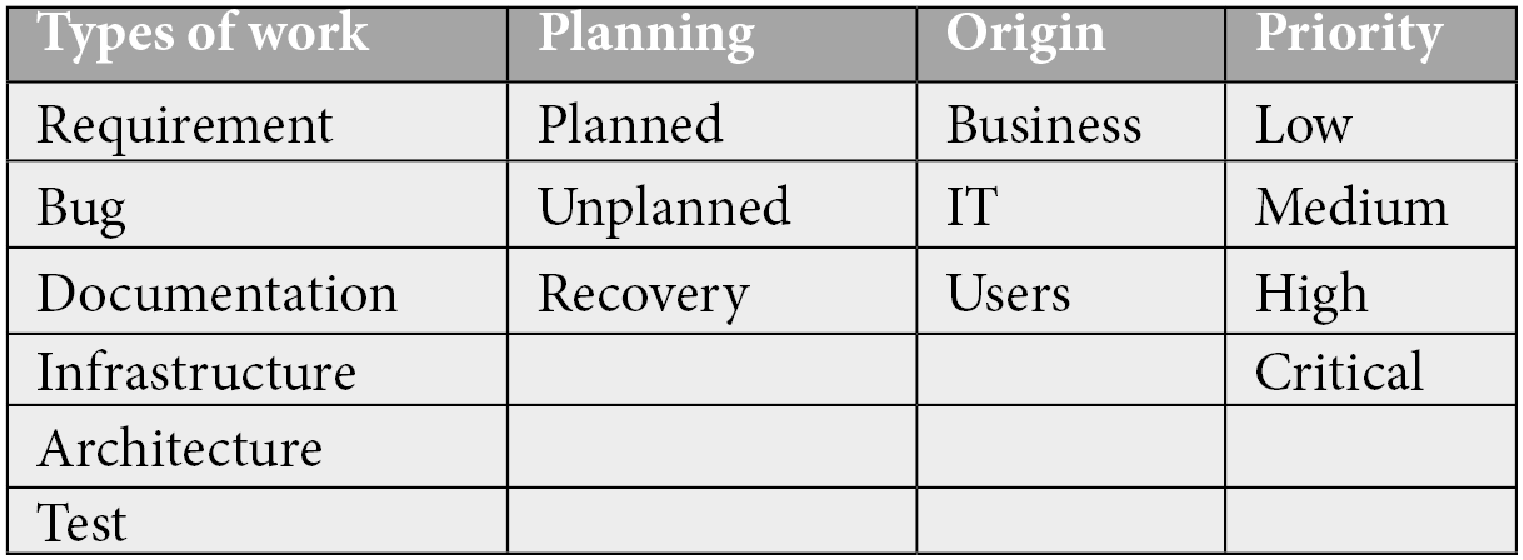 Types of work Planning Origin Priority
Requirement Planned Business Low
Bug Unplanned IT Medium
Documentation Recovery Users High
Infrastructure Critical
Architecture
Test